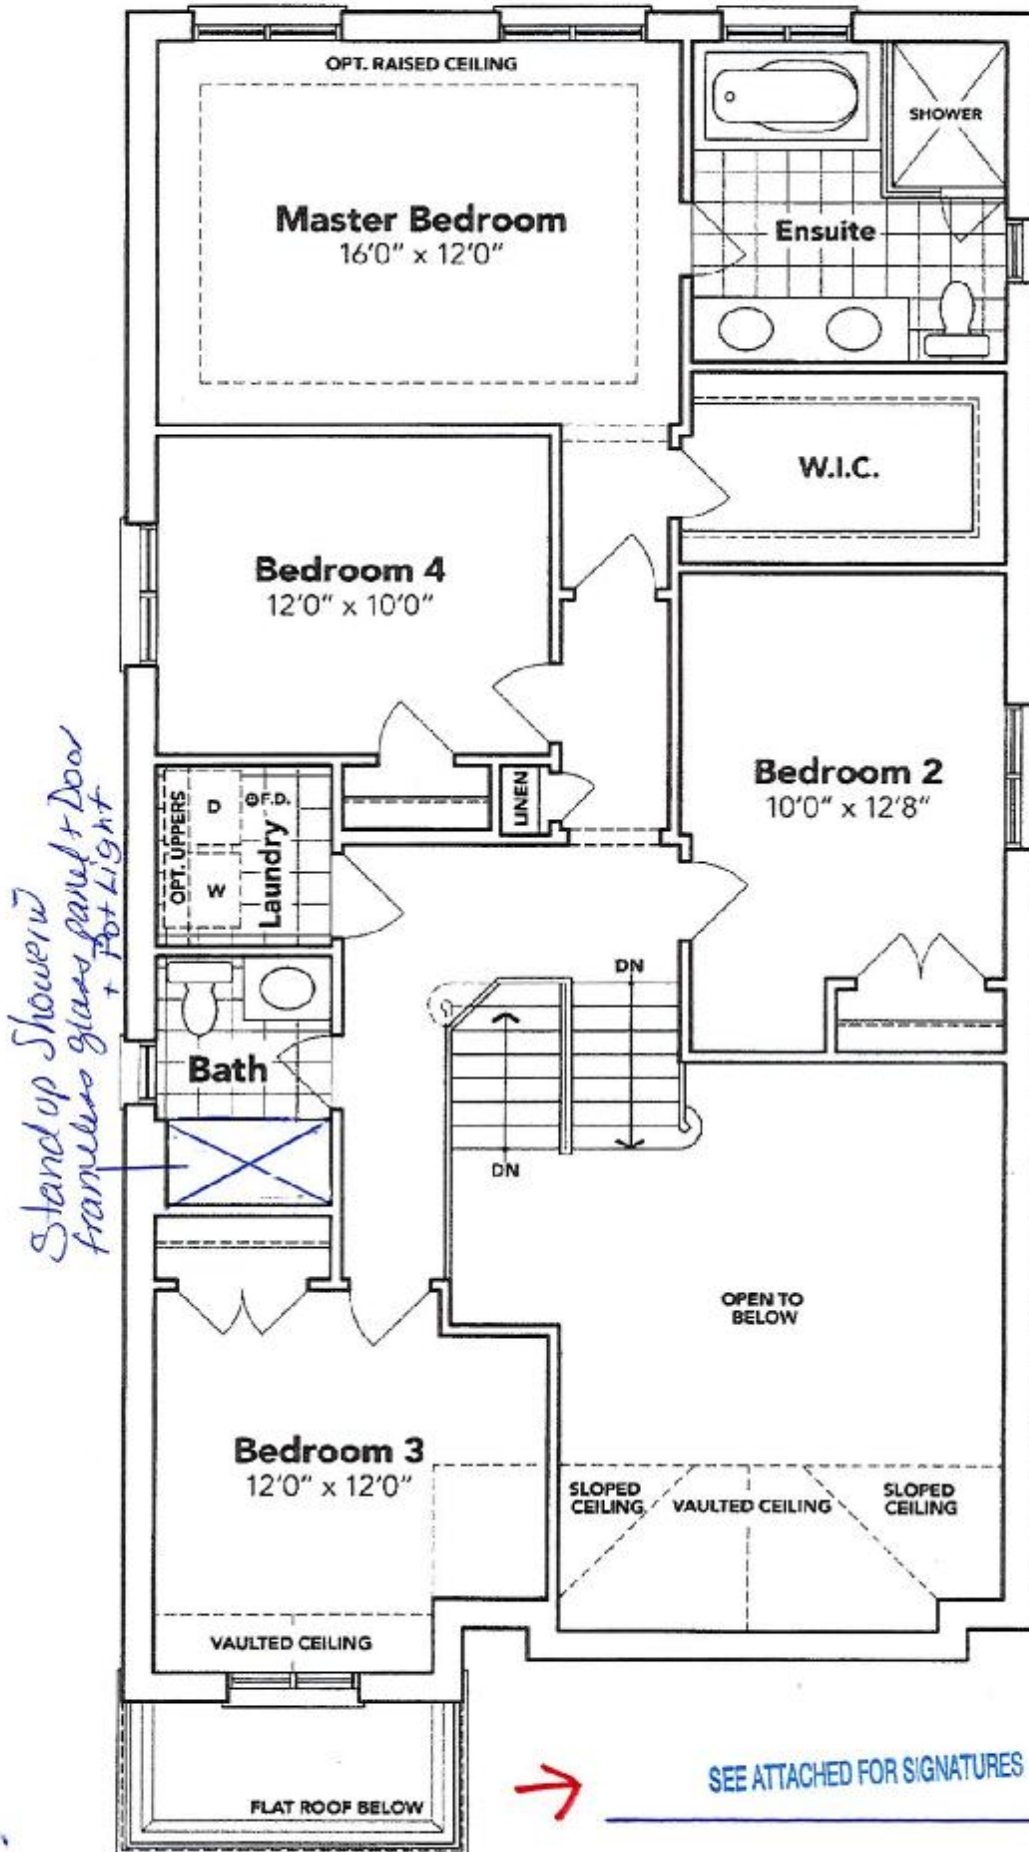 OPT. RAISED CEILING
SHOWER
Master Bedroom
16'0" x 12'0"
Ensuite
W.I.C.
Bedroom 4
12'0" x 10'0"
Bedroom 2
10'0" x 12'8"
OPT. UPPERS
D
F.D.
W
Laundry
LINEN
Stand up Shower w
frameless glass panel + Door
+ Pot Light
DN
Bath
DN
OPEN TO
BELOW
Bedroom 3
12'0" x 12'0"
SLOPED
CEILING
VAULTED CEILING
SLOPED
CEILING
VAULTED CEILING
FLAT ROOF BELOW
SEE ATTACHED FOR SIGNATURES